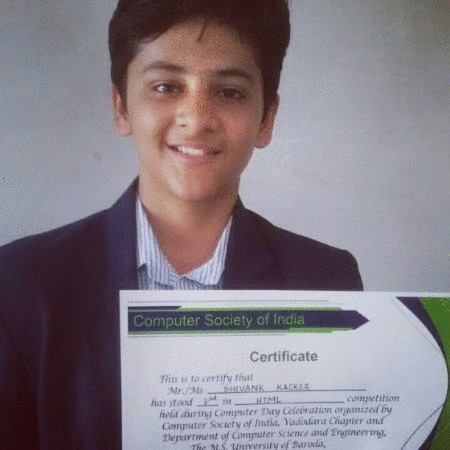 Computer Society of India
Certificate
This is to certify that
Mr./Ms SHIVANK KACKER
has stood 2nd in HTML competition
held during Computer Day Celebration organized by
Computer Society of India, Vadodara Chapter and
Department of Computer Science and Engineering,
The M.S. University of Baroda,